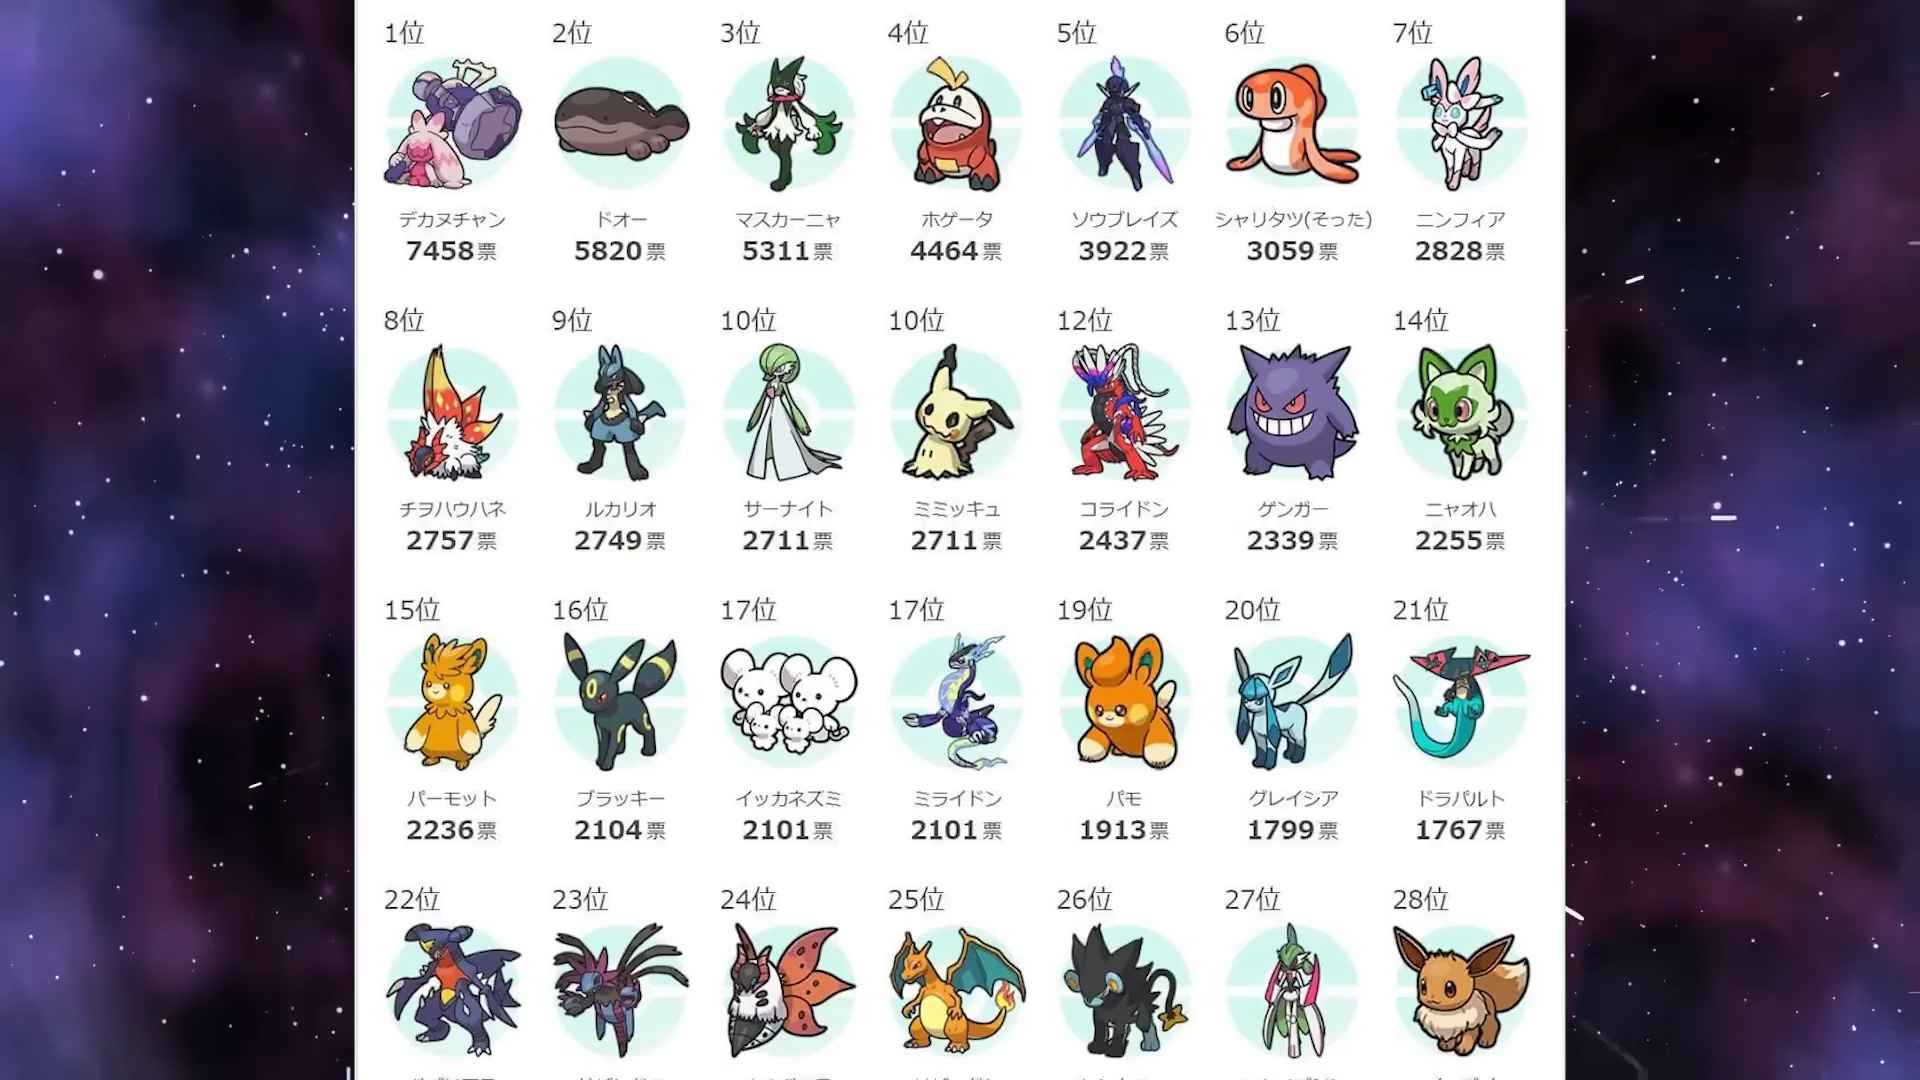 1位 2位 3位 4位 5位 6位 7位
デカヌチャン ドオー マスカーニャ ホゲータ ソウブレイズ シャリタツ(そった) ニンフィア
7458票 5820票 5311票 4464票 3922票 3059票 2828票
8位 9位 10位 10位 12位 13位 14位
チヲハウハネ ルカリオ サーナイト ミミッキュ コライドン ゲンガー ニャオハ
2757票 2749票 2711票 2711票 2437票 2339票 2255票
15位 16位 17位 17位 19位 20位 21位
パーモット ブラッキー イッカネズミ ミライドン パモ グレイシア ドラパルト
2236票 2104票 2101票 2101票 1913票 1799票 1767票
22位 23位 24位 25位 26位 27位 28位